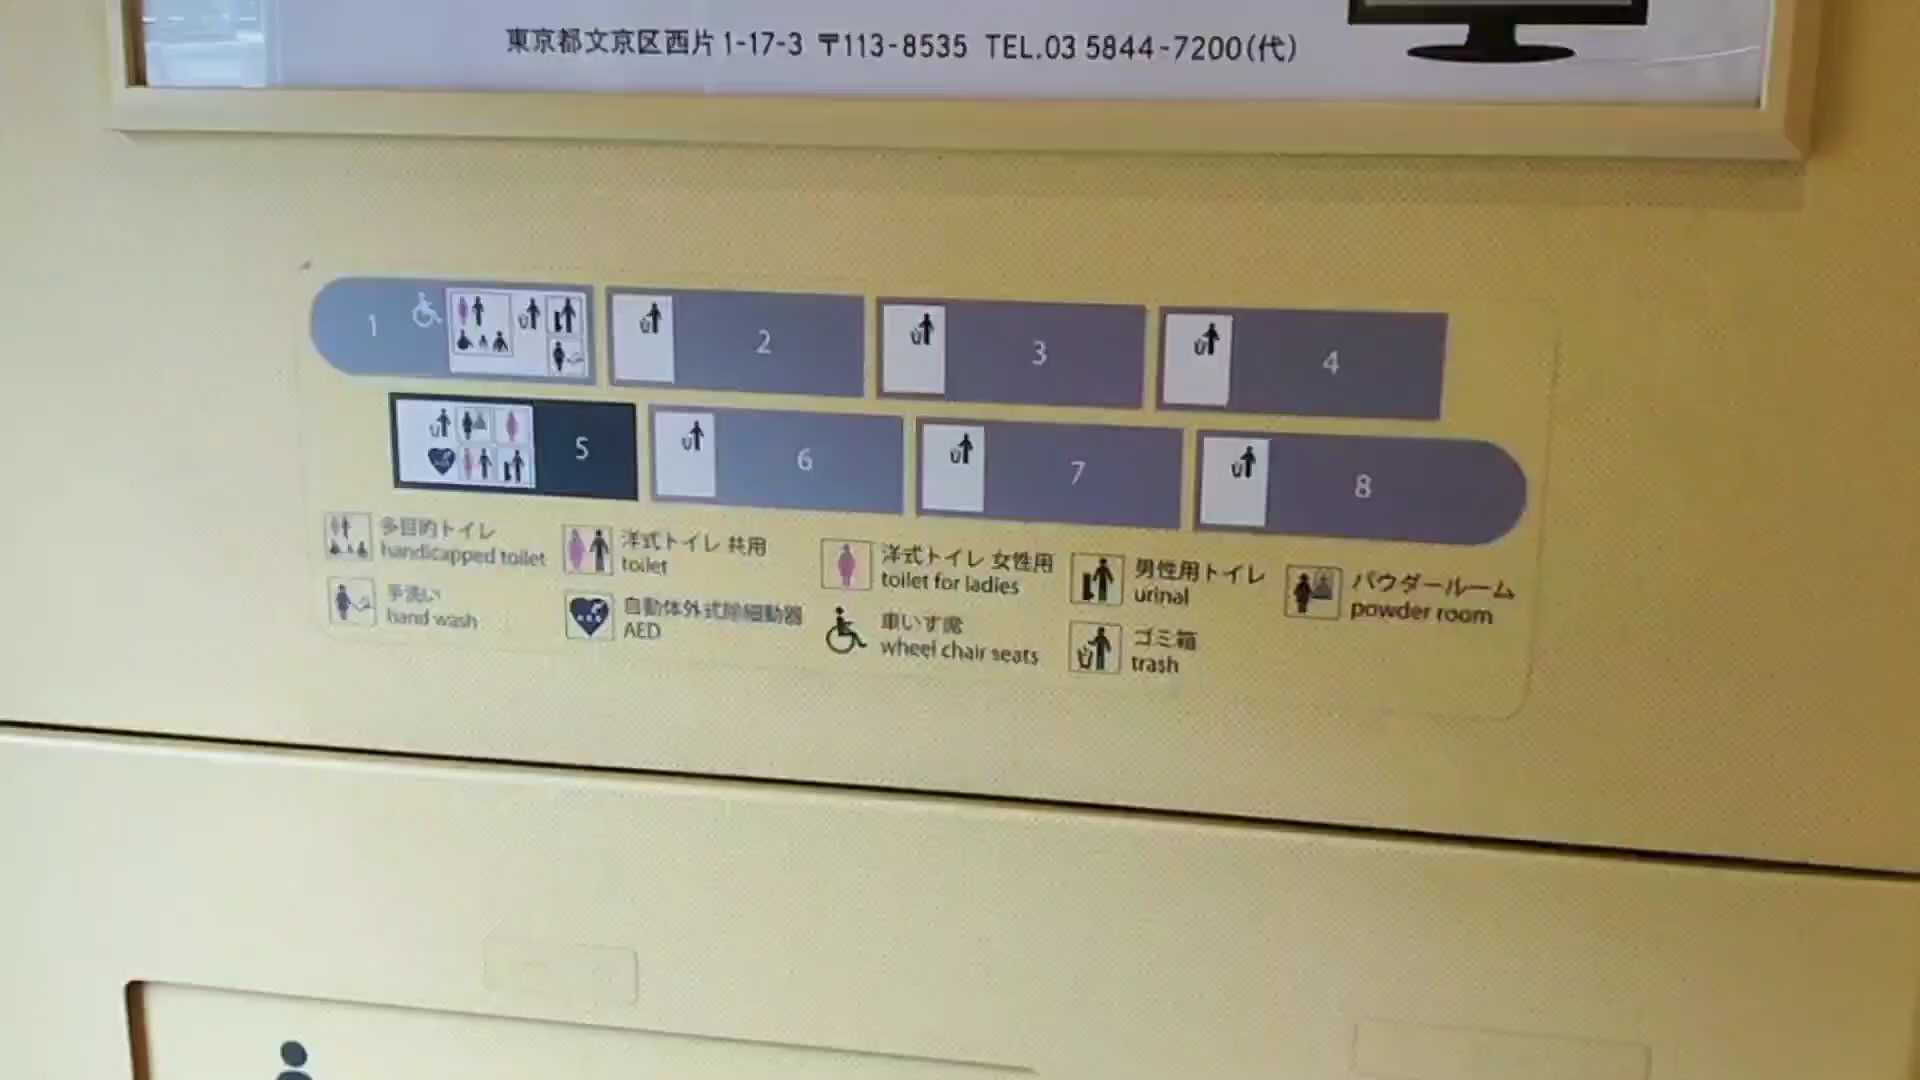 東京都文京区西片1-17-3 〒113-8535 TEL.03 5844-7200(代)
1
2
3
4
5
6
7
8
多目的トイレ
handicapped toilet
洋式トイレ 共用
toilet
洋式トイレ 女性用
toilet for ladies
男性用トイレ
urinal
パウダールーム
powder room
手洗い
hand wash
自動体外式除細動器
AED
車いす席
wheel chair seats
ゴミ箱
trash